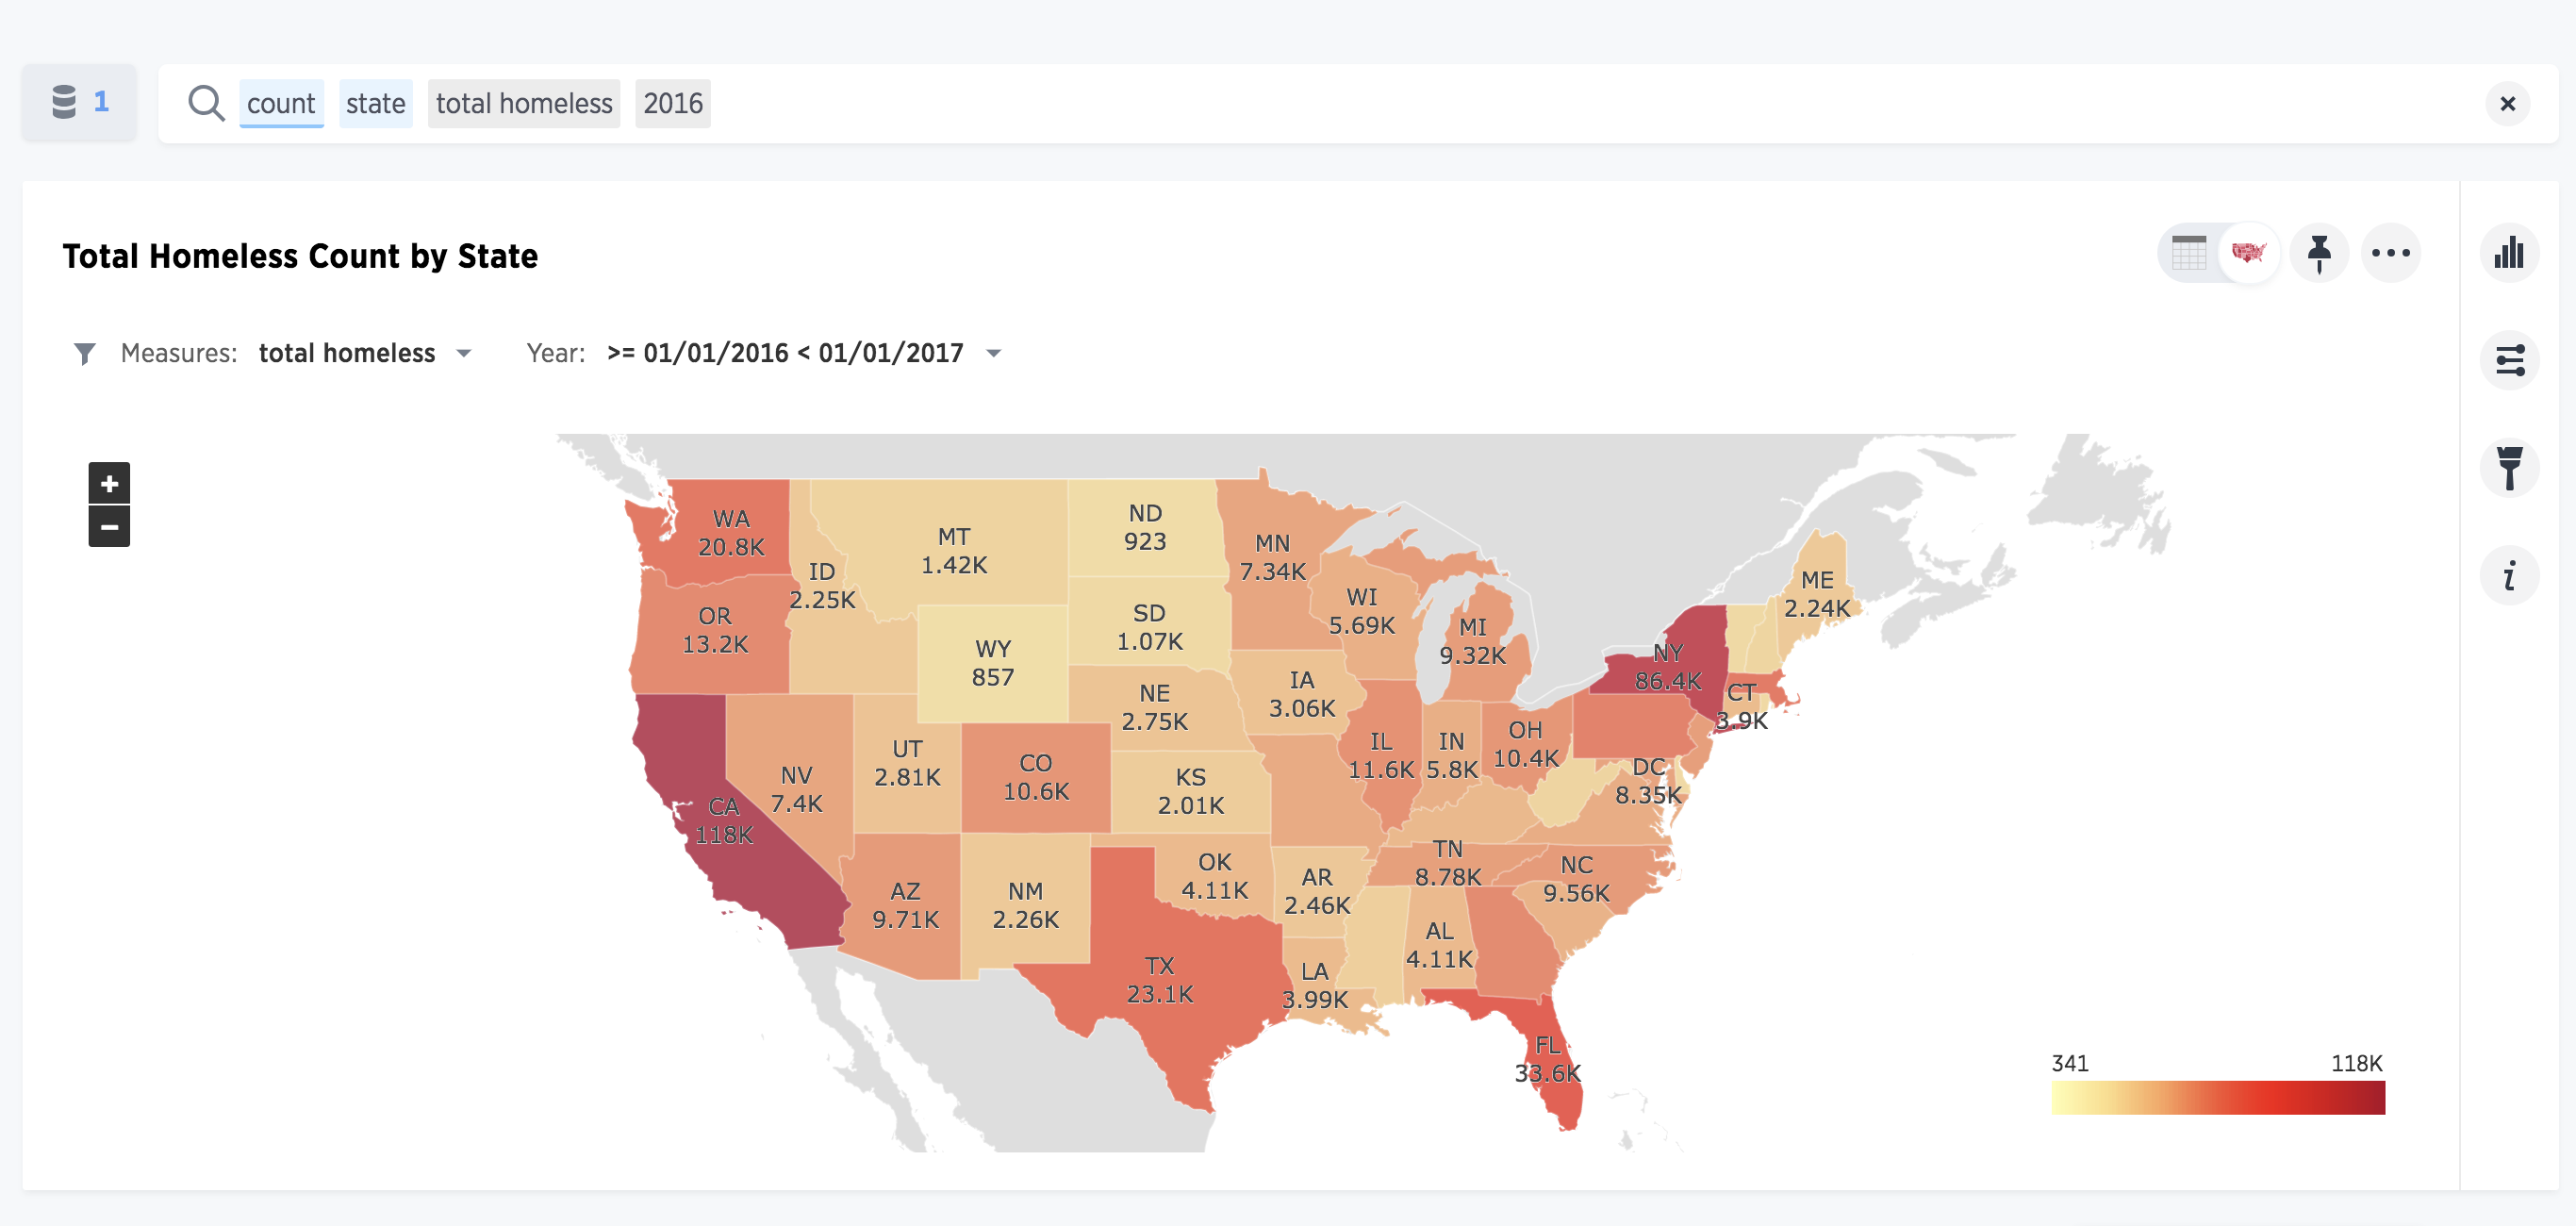 1 count state total homeless 2016
Total Homeless Count by State
Measures: total homeless Year: >= 01/01/2016 < 01/01/2017
+
−
WA
20.8K
OR
13.2K
CA
118K
ID
2.25K
NV
7.4K
MT
1.42K
WY
857
UT
2.81K
CO
10.6K
AZ
9.71K
NM
2.26K
ND
923
SD
1.07K
NE
2.75K
KS
2.01K
OK
4.11K
TX
23.1K
MN
7.34K
IA
3.06K
AR
2.46K
LA
3.99K
WI
5.69K
IL
11.6K
MI
9.32K
IN
5.8K
OH
10.4K
TN
8.78K
AL
4.11K
NC
9.56K
FL
33.6K
DC
8.35K
NY
86.4K
CT
3.9K
ME
2.24K
i
341 118K